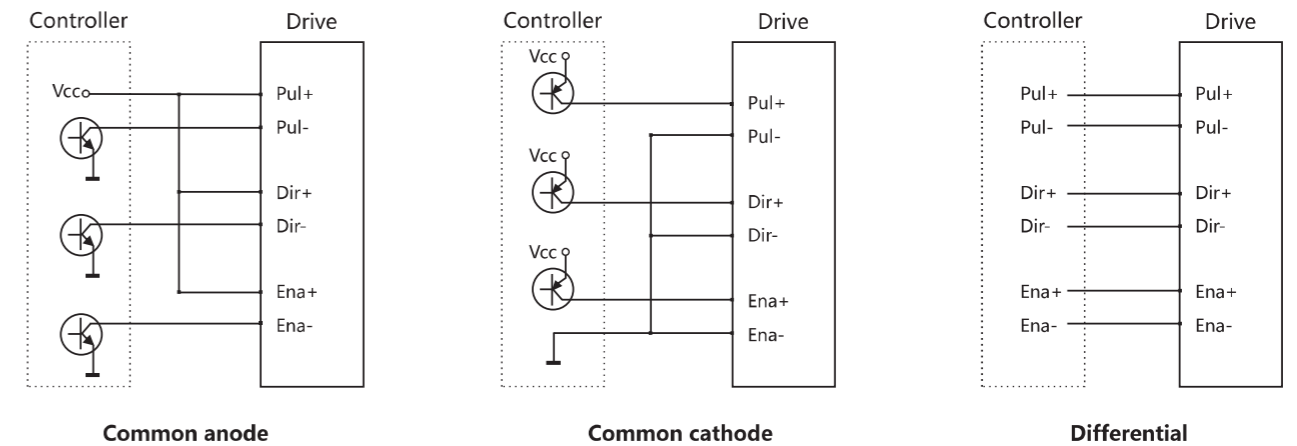 Controller
Drive
Vcc
Pul+
Pul-
Dir+
Dir-
Ena+
Ena-
Common anode
Controller
Drive
Vcc
Pul+
Pul-
Vcc
Dir+
Dir-
Vcc
Ena+
Ena-
Common cathode
Controller
Drive
Pul+ Pul+
Pul- Pul-
Dir+ Dir+
Dir- Dir-
Ena+ Ena+
Ena- Ena-
Differential